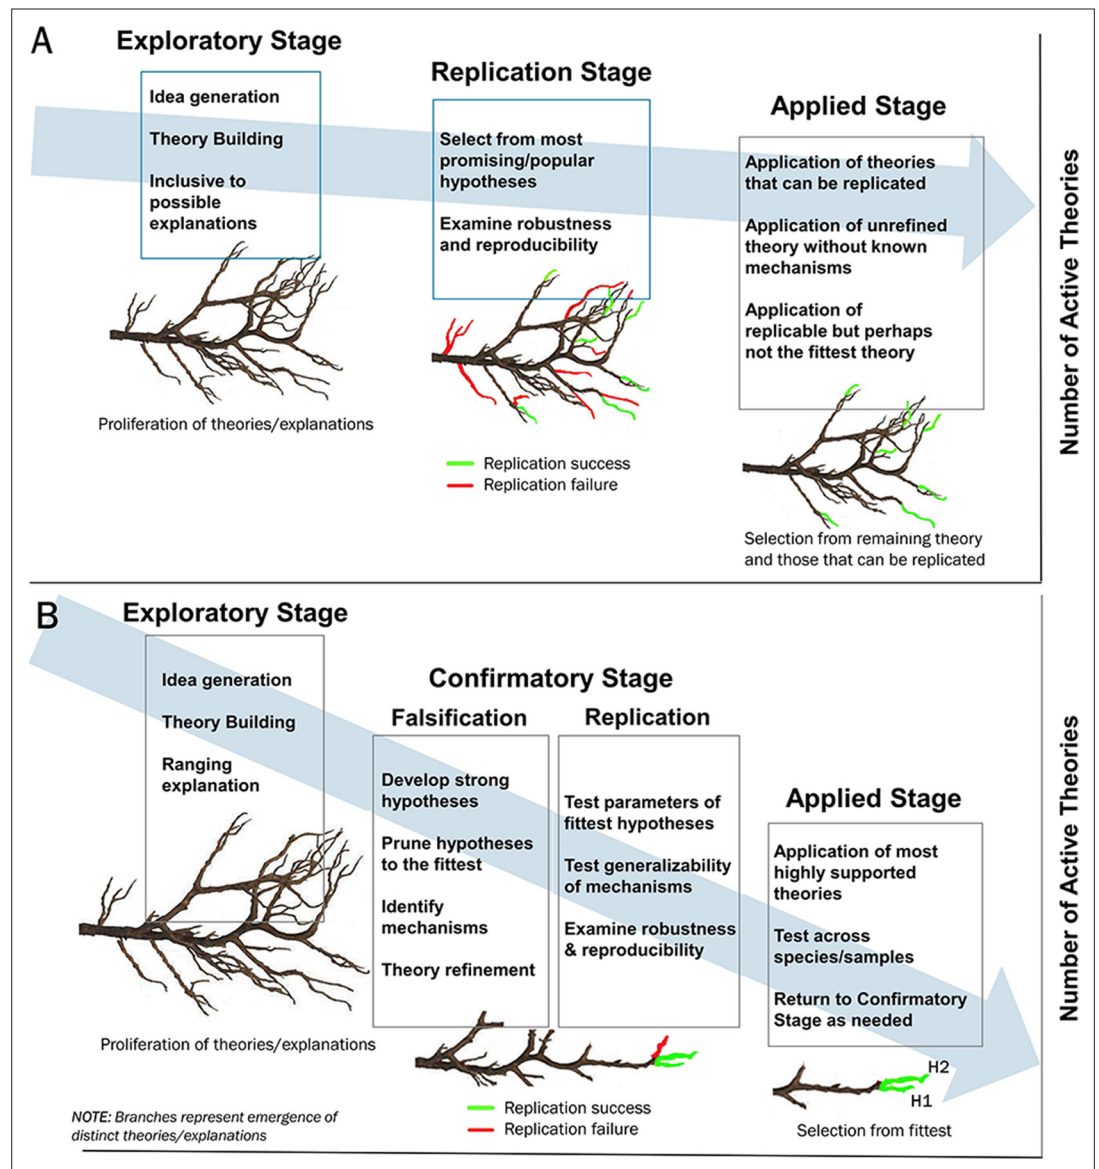 A
Exploratory Stage
Idea generation
Theory Building
Inclusive to
possible
explanations
Proliferation of theories/explanations
Replication Stage
Select from most
promising/popular
hypotheses
Examine robustness
and reproducibility
Replication success
Replication failure
Applied Stage
Application of theories
that can be replicated
Application of unrefined
theory without known
mechanisms
Application of
replicable but perhaps
not the fittest theory
Selection from remaining theory
and those that can be replicated
Number of Active Theories
B
Exploratory Stage
Idea generation
Theory Building
Ranging
explanation
Proliferation of theories/explanations
NOTE: Branches represent emergence of
distinct theories/explanations
Confirmatory Stage
Falsification
Develop strong
hypotheses
Prune hypotheses
to the fittest
Identify
mechanisms
Theory refinement
Replication
Test parameters of
fittest hypotheses
Test generalizability
of mechanisms
Examine robustness
& reproducibility
Replication success
Replication failure
Applied Stage
Application of most
highly supported
theories
Test across
species/samples
Return to Confirmatory
Stage as needed
H2
H1
Selection from fittest
Number of Active Theories